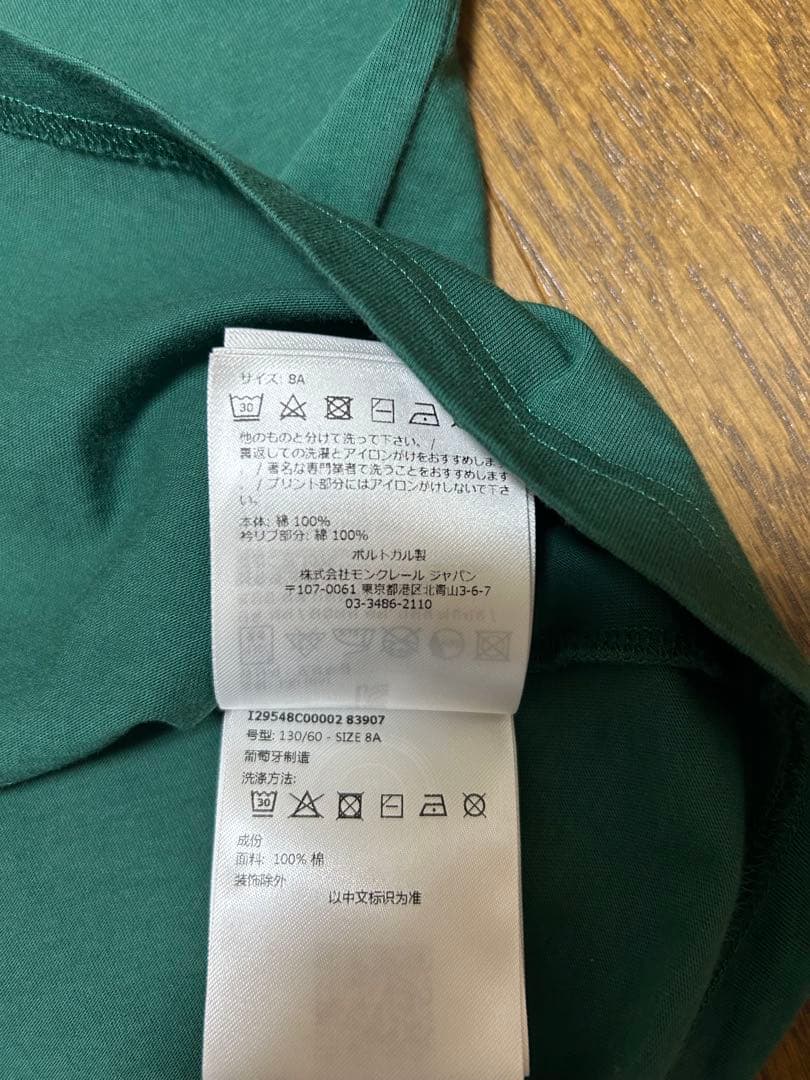 サイズ: 8A
30
他のものと分けて洗って下さい。/
裏返しての洗濯とアイロンがけをおすすめします
。/ 著名な専門業者で洗うことをおすすめします
。/ プリント部分にはアイロンがけしないで下さ
い。
本体: 綿 100%
衿リブ部分: 綿 100%
ポルトガル製
株式会社モンクレール ジャパン
〒107-0061 東京都港区北青山3-6-7
03-3486-2110
I29548C00002 83907
号型: 130/60 - SIZE 8A
葡萄牙制造
洗涤方法:
30
成份
面料: 100% 棉
装饰除外
以中文标识为准